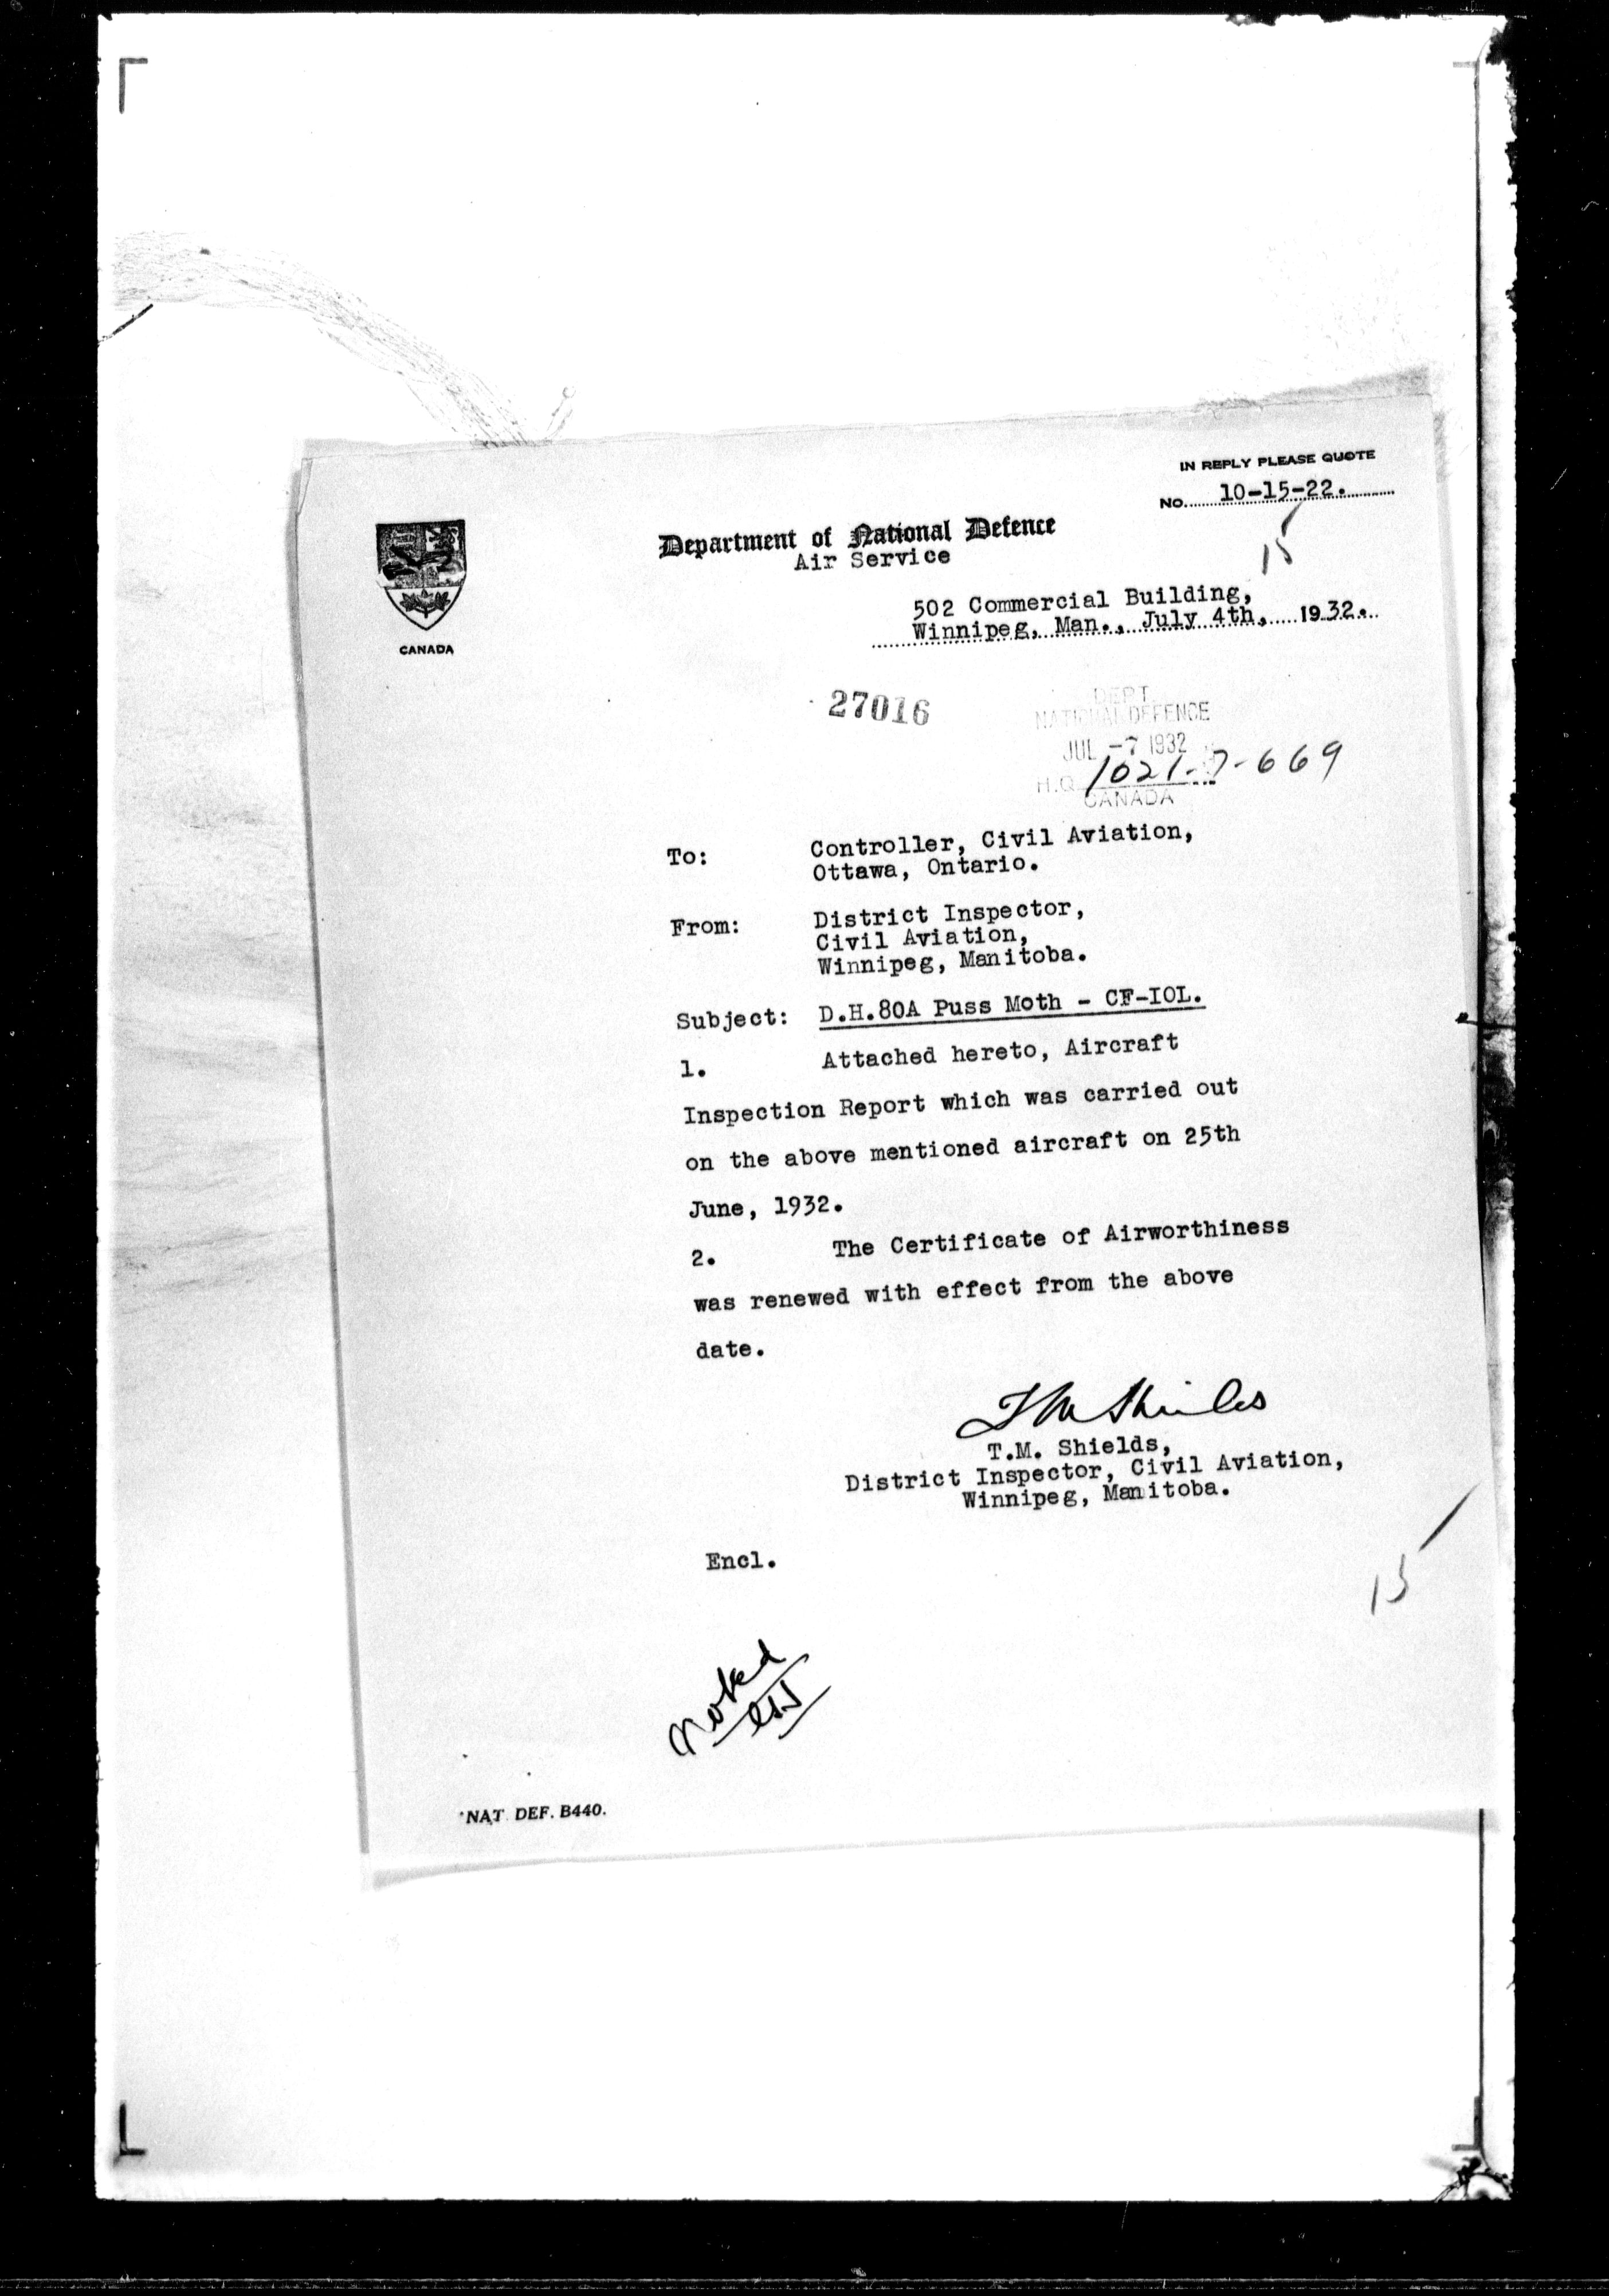 IN REPLY PLEASE QUOTE
No. 10-15-22.
Department of National Defence
Air Service
15
502 Commercial Building,
Winnipeg, Man., July 4th, 1932.
CANADA
27016
DEPT.
NATIONAL DEFENCE
JUL -7 1932
H.Q. 1021-7-669
CANADA
To: Controller, Civil Aviation,
Ottawa, Ontario.
From: District Inspector,
Civil Aviation,
Winnipeg, Manitoba.
Subject: D.H.80A Puss Moth - CF-IOL.
1. Attached hereto, Aircraft
Inspection Report which was carried out
on the above mentioned aircraft on 25th
June, 1932.
2. The Certificate of Airworthiness
was renewed with effect from the above
date.
T M Shields
T.M. Shields,
District Inspector, Civil Aviation,
Winnipeg, Manitoba.
Encl.
15
Noted
NAT. DEF. B440.